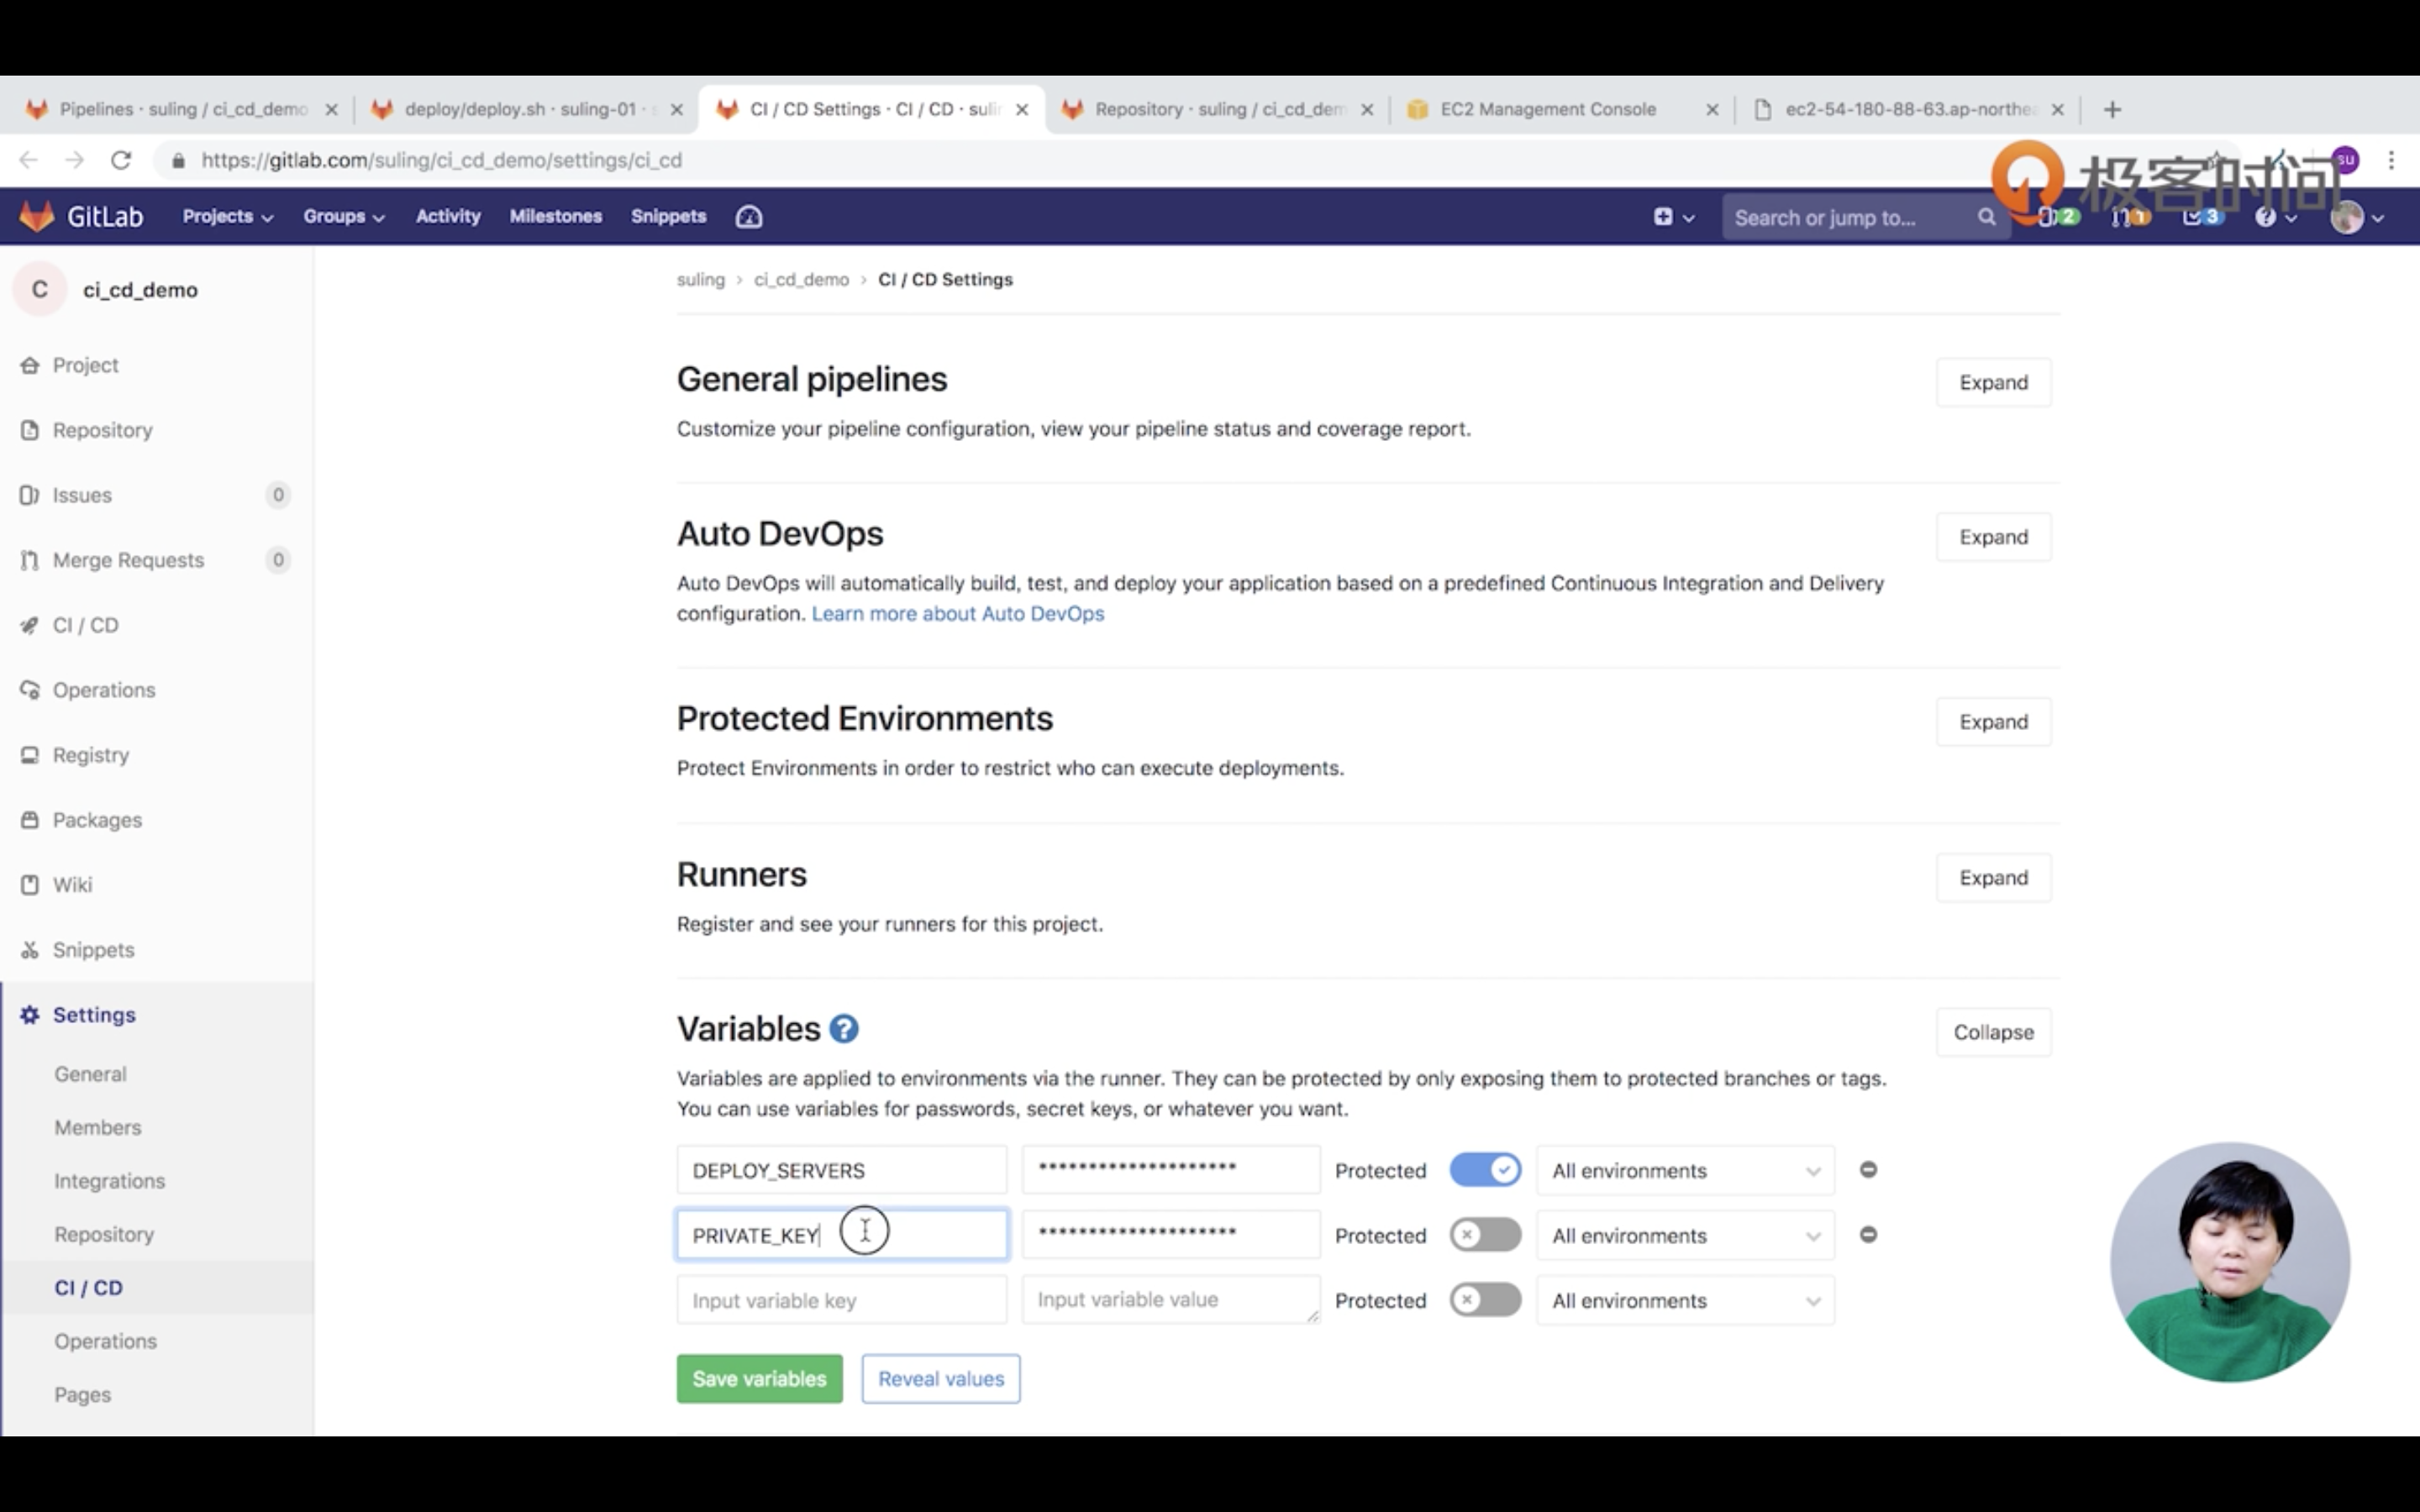 Pipelines · suling / ci_cd_demo
deploy/deploy.sh · suling-01 ·
CI / CD Settings · CI / CD · sulin
Repository · suling / ci_cd_dem
EC2 Management Console
ec2-54-180-88-63.ap-northea
https://gitlab.com/suling/ci_cd_demo/settings/ci_cd
su
极客时间
GitLab Projects Groups Activity Milestones Snippets
Search or jump to...
2 1 3
C ci_cd_demo
Project
Repository
Issues 0
Merge Requests 0
CI / CD
Operations
Registry
Packages
Wiki
Snippets
Settings
General
Members
Integrations
Repository
CI / CD
Operations
Pages
suling > ci_cd_demo > CI / CD Settings
General pipelines
Expand
Customize your pipeline configuration, view your pipeline status and coverage report.
Auto DevOps
Expand
Auto DevOps will automatically build, test, and deploy your application based on a predefined Continuous Integration and Delivery
configuration. Learn more about Auto DevOps
Protected Environments
Expand
Protect Environments in order to restrict who can execute deployments.
Runners
Expand
Register and see your runners for this project.
Variables ?
Collapse
Variables are applied to environments via the runner. They can be protected by only exposing them to protected branches or tags.
You can use variables for passwords, secret keys, or whatever you want.
DEPLOY_SERVERS ******************** Protected All environments
PRIVATE_KEY ******************** Protected All environments
Input variable key Input variable value Protected All environments
Save variables Reveal values